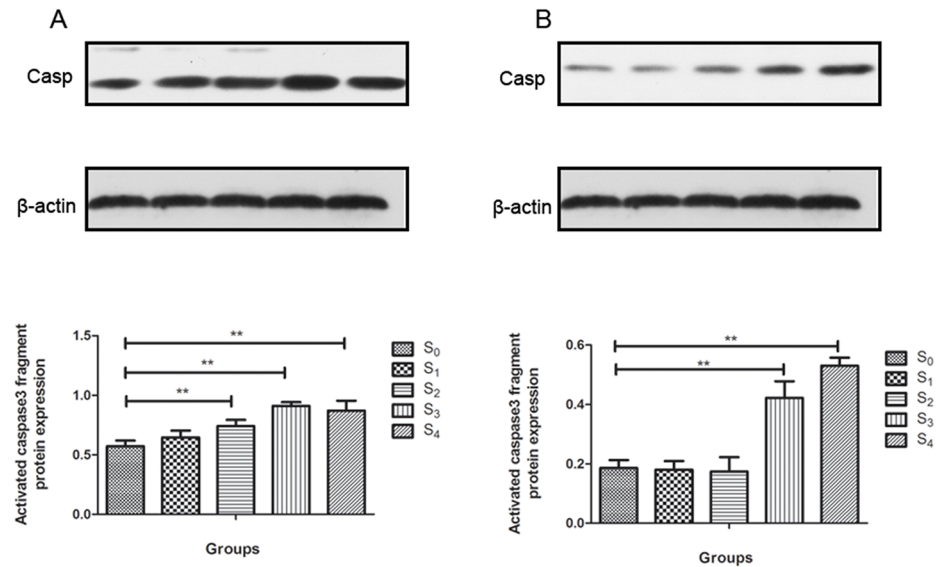 A
B
Casp
Casp
β-actin
β-actin
Activated caspase3 fragment
protein expression
1.5
1.0
0.5
0.0
**
**
**
S0
S1
S2
S3
S4
Groups
Activated caspase3 fragment
protein expression
0.6
0.4
0.2
0.0
**
**
S0
S1
S2
S3
S4
Groups